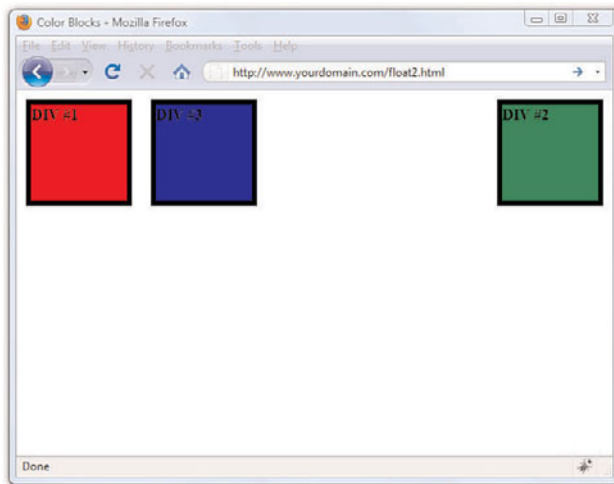 Color Blocks - Mozilla Firefox
File Edit View History Bookmarks Tools Help
http://www.yourdomain.com/float2.html
DIV #1 DIV #3 DIV #2
Done